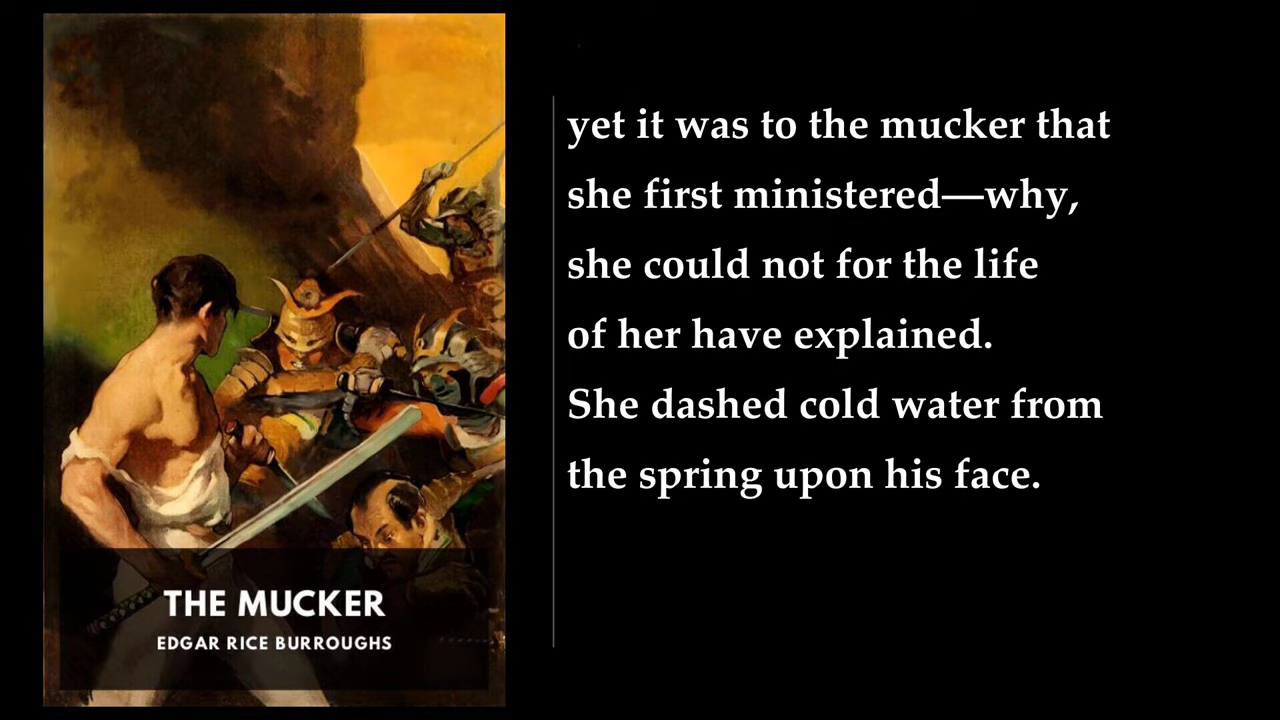 THE MUCKER
EDGAR RICE BURROUGHS
yet it was to the mucker that
she first ministered—why,
she could not for the life
of her have explained.
She dashed cold water from
the spring upon his face.